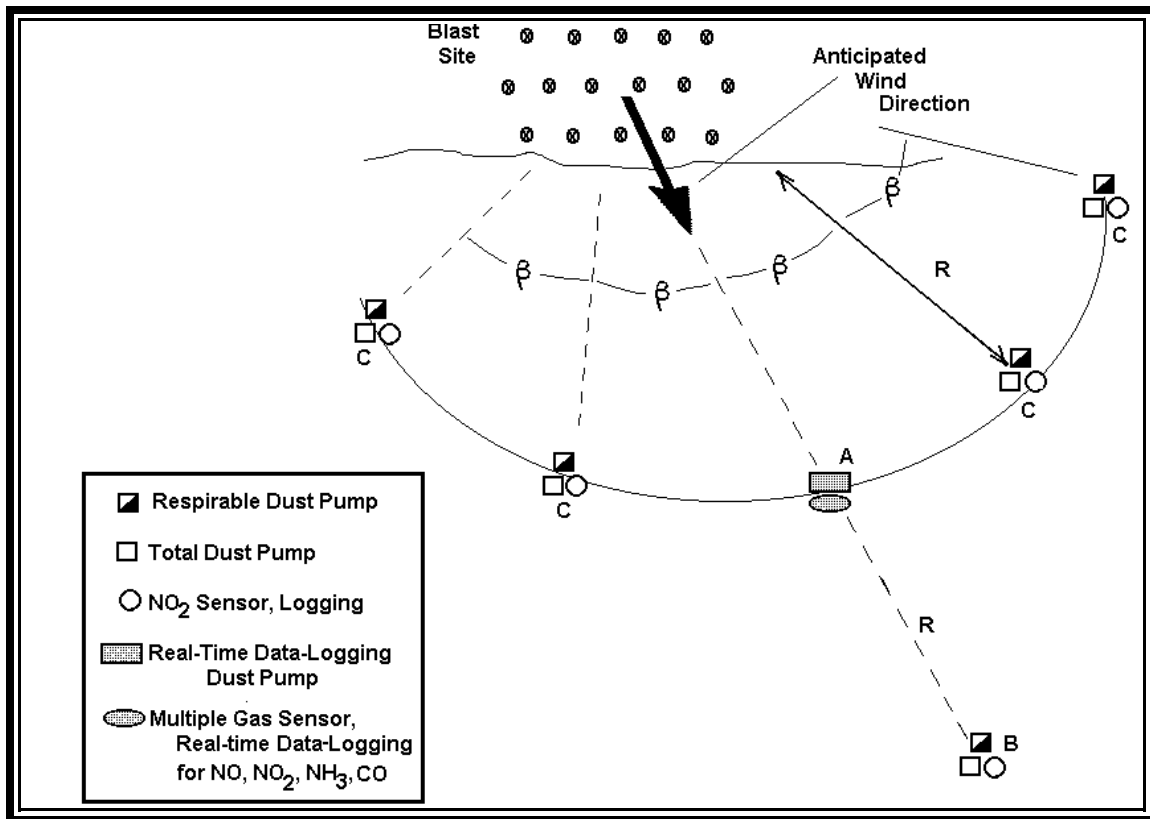 Blast
Site
Anticipated
Wind
Direction
β
β
β
β
R
C
C
C
C
A
R
B
Respirable Dust Pump
Total Dust Pump
NO₂ Sensor, Logging
Real-Time Data-Logging
Dust Pump
Multiple Gas Sensor,
Real-time Data-Logging
for NO, NO₂, NH₃, CO